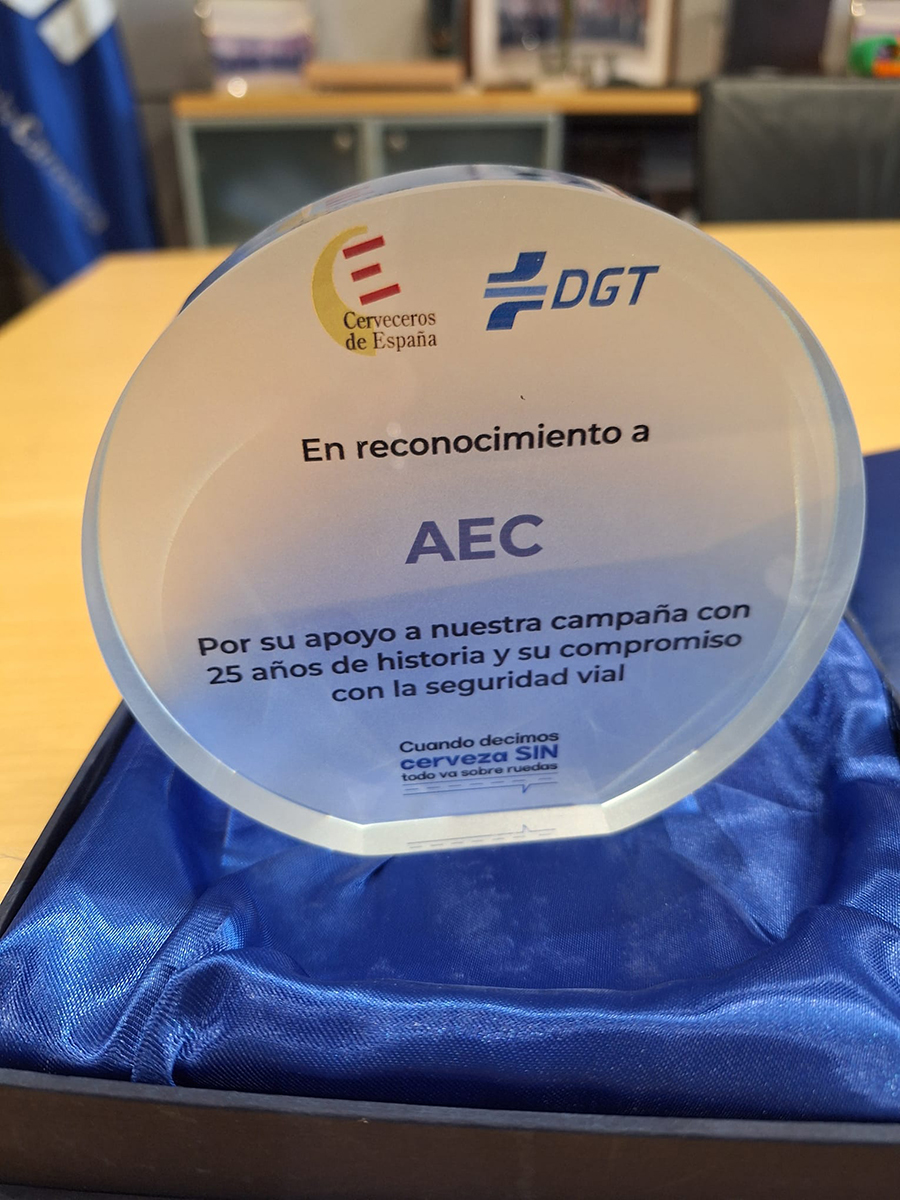 Cerveceros
de España
DGT
En reconocimiento a
AEC
Por su apoyo a nuestra campaña con
25 años de historia y su compromiso
con la seguridad vial
Cuando decimos
cerveza SIN
todo va sobre ruedas